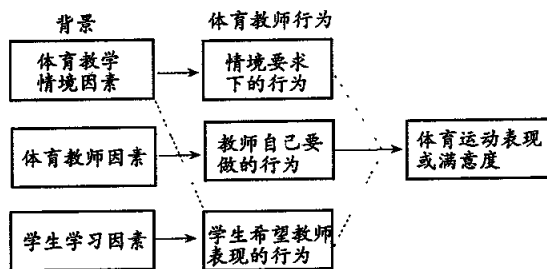 背景
体育教师行为
体育教学
情境因素
情境要求
下的行为
体育教师因素
教师自己要
做的行为
体育运动表现
或满意度
学生学习因素
学生希望教师
表现的行为